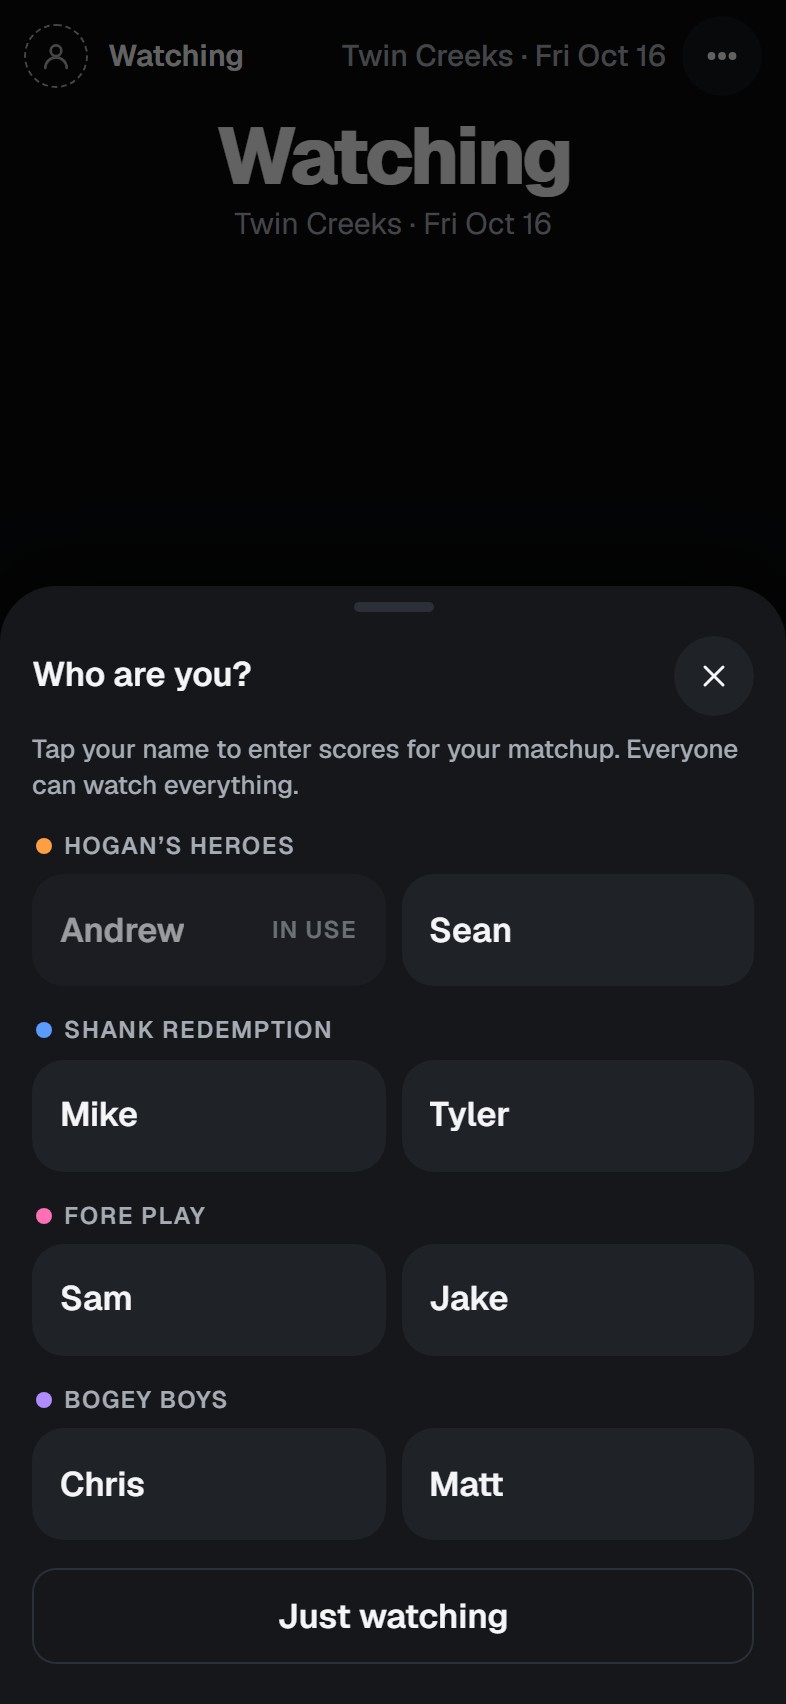 Watching
Twin Creeks · Fri Oct 16
Watching
Twin Creeks · Fri Oct 16
Who are you?
Tap your name to enter scores for your matchup. Everyone
can watch everything.
HOGAN’S HEROES
Andrew IN USE
Sean
SHANK REDEMPTION
Mike
Tyler
FORE PLAY
Sam
Jake
BOGEY BOYS
Chris
Matt
Just watching